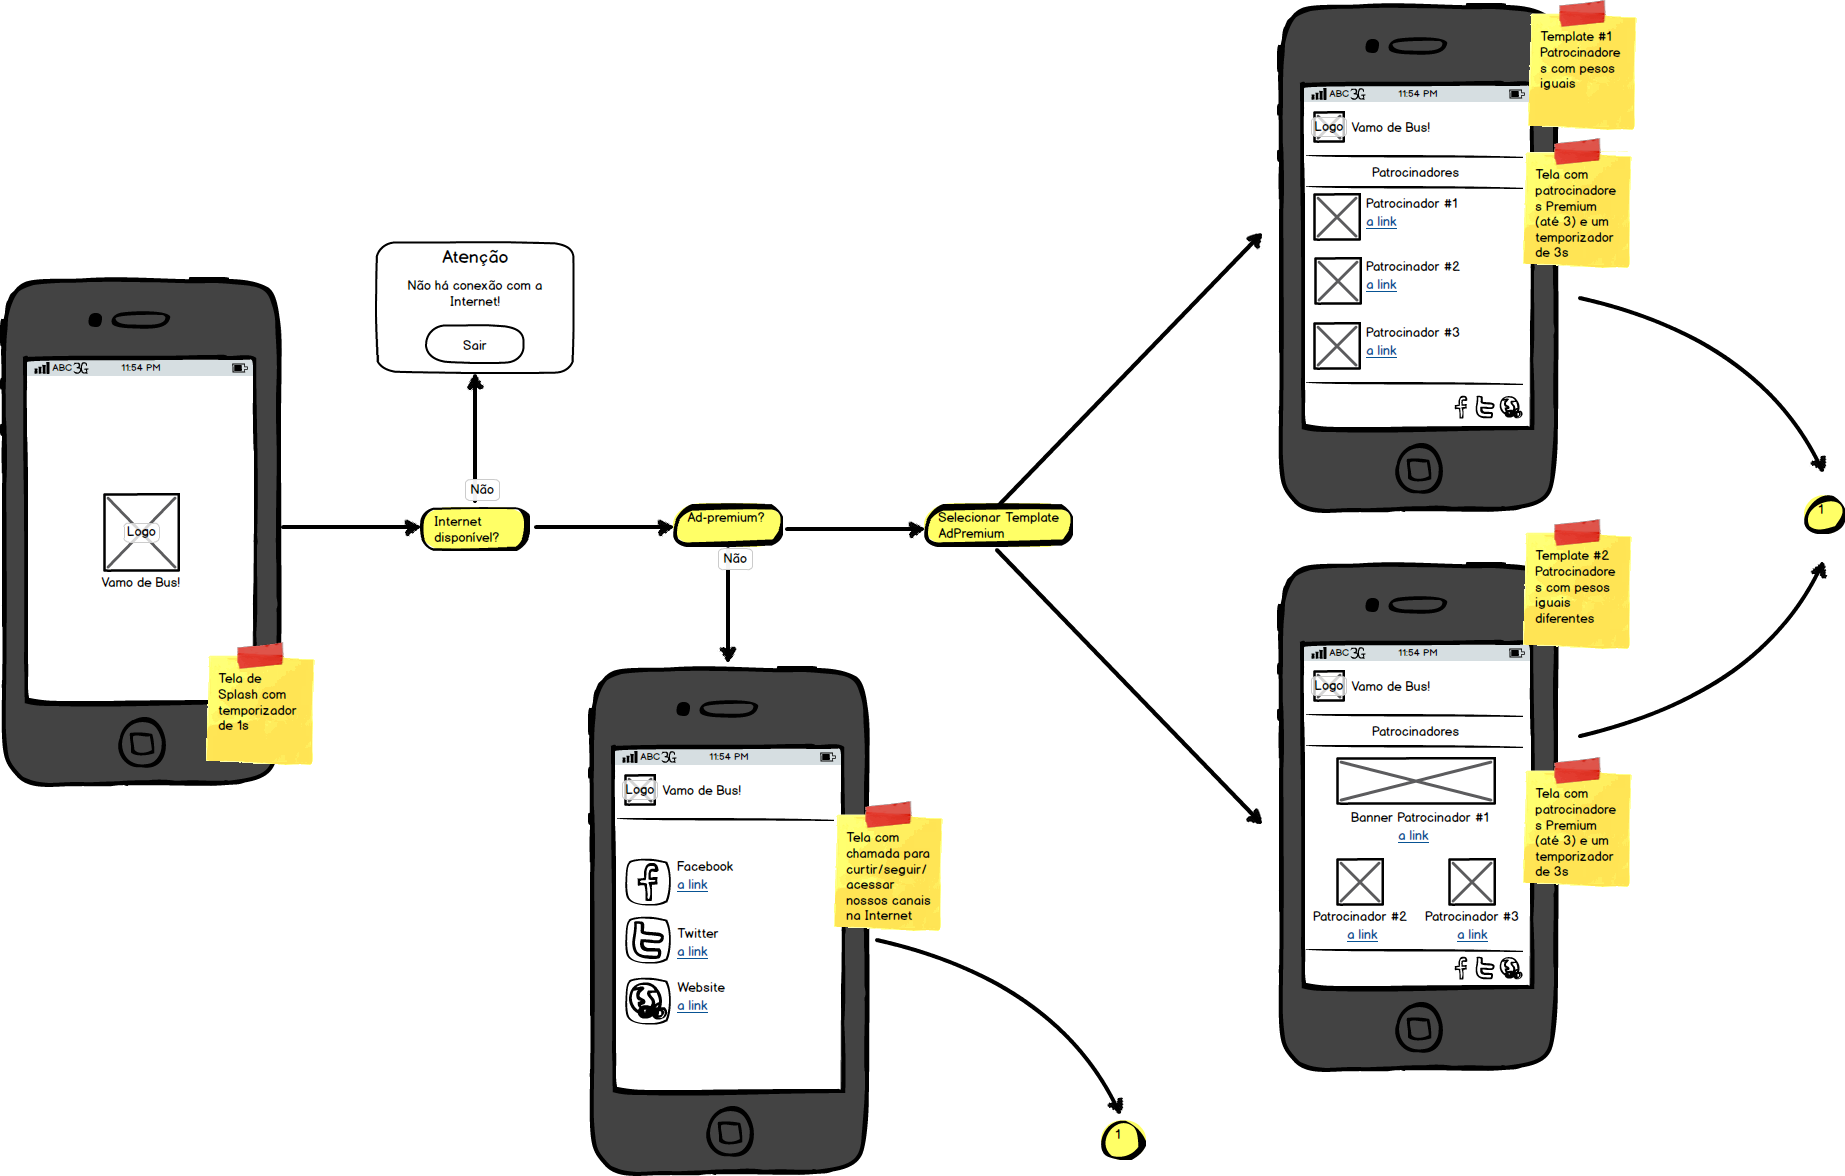 ABC 3G 11:54 PM
Logo
Vamo de Bus!
Tela de
Splash com
temporizador
de 1s
Atenção
Não há conexão com a
Internet!
Sair
Não
Internet
disponível?
Ad-premium?
Não
Selecionar Template
AdPremium
ABC 3G 11:54 PM
Logo Vamo de Bus!
Facebook
a link
Twitter
a link
Website
a link
Tela com
chamada para
curtir/seguir/
acessar
nossos canais
na Internet
1
ABC 3G 11:54 PM
Logo Vamo de Bus!
Patrocinadores
Patrocinador #1
a link
Patrocinador #2
a link
Patrocinador #3
a link
Template #1
Patrocinadore
s com pesos
iguais
Tela com
patrocinadore
s Premium
(até 3) e um
temporizador
de 3s
1
ABC 3G 11:54 PM
Logo Vamo de Bus!
Patrocinadores
Banner Patrocinador #1
a link
Patrocinador #2 Patrocinador #3
a link a link
Template #2
Patrocinadore
s com pesos
iguais
diferentes
Tela com
patrocinadore
s Premium
(até 3) e um
temporizador
de 3s